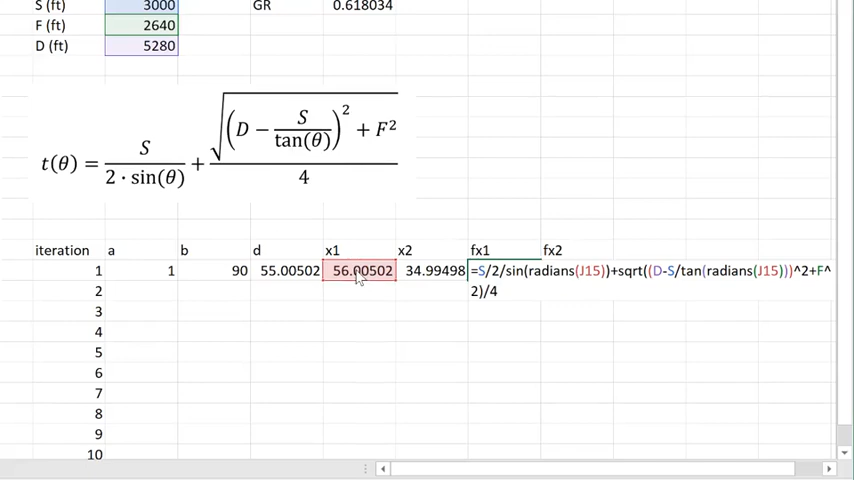 S (ft) 3000 GR 0.618034
F (ft) 2640
D (ft) 5280
t(θ) = S / (2 · sin(θ)) + √((D − S / tan(θ))² + F²) / 4
iteration a b d x1 x2 fx1 fx2
1 1 90 55.00502 56.00502 34.99498 =S/2/sin(radians(J15))+sqrt((D-S/tan(radians(J15)))^2+F^
2)/4
2
3
4
5
6
7
8
9
10